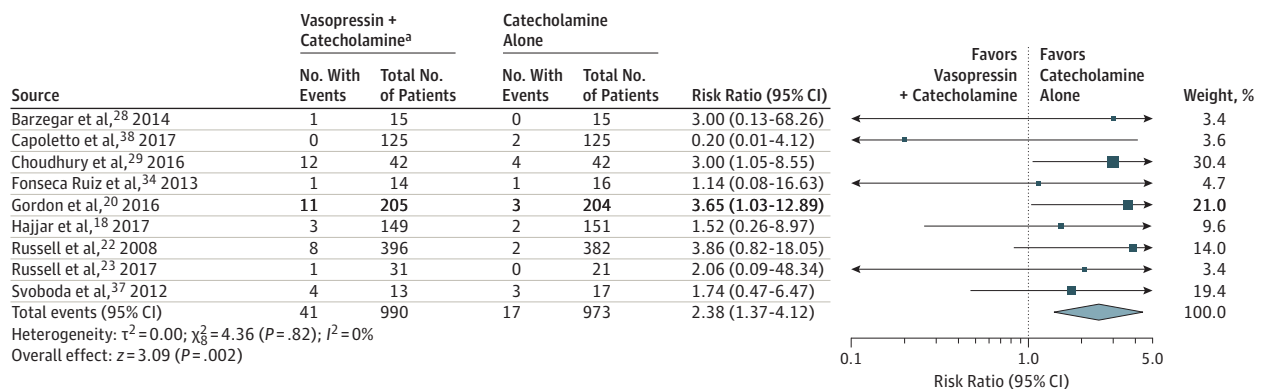 Vasopressin + Catecholamineᵃ Catecholamine Alone
Favors Vasopressin + Catecholamine Favors Catecholamine Alone
Source No. With Events Total No. of Patients No. With Events Total No. of Patients Risk Ratio (95% CI) Weight, %
Barzegar et al,²⁸ 2014 1 15 0 15 3.00 (0.13-68.26) 3.4
Capoletto et al,³⁸ 2017 0 125 2 125 0.20 (0.01-4.12) 3.6
Choudhury et al,²⁹ 2016 12 42 4 42 3.00 (1.05-8.55) 30.4
Fonseca Ruiz et al,³⁴ 2013 1 14 1 16 1.14 (0.08-16.63) 4.7
Gordon et al,²⁰ 2016 11 205 3 204 3.65 (1.03-12.89) 21.0
Hajjar et al,¹⁸ 2017 3 149 2 151 1.52 (0.26-8.97) 9.6
Russell et al,²² 2008 8 396 2 382 3.86 (0.82-18.05) 14.0
Russell et al,²³ 2017 1 31 0 21 2.06 (0.09-48.34) 3.4
Svoboda et al,³⁷ 2012 4 13 3 17 1.74 (0.47-6.47) 19.4
Total events (95% CI) 41 990 17 973 2.38 (1.37-4.12) 100.0
Heterogeneity: τ²=0.00; χ²₈=4.36 (P=.82); I²=0%
Overall effect: z=3.09 (P=.002)
0.1 1.0 5.0
Risk Ratio (95% CI)